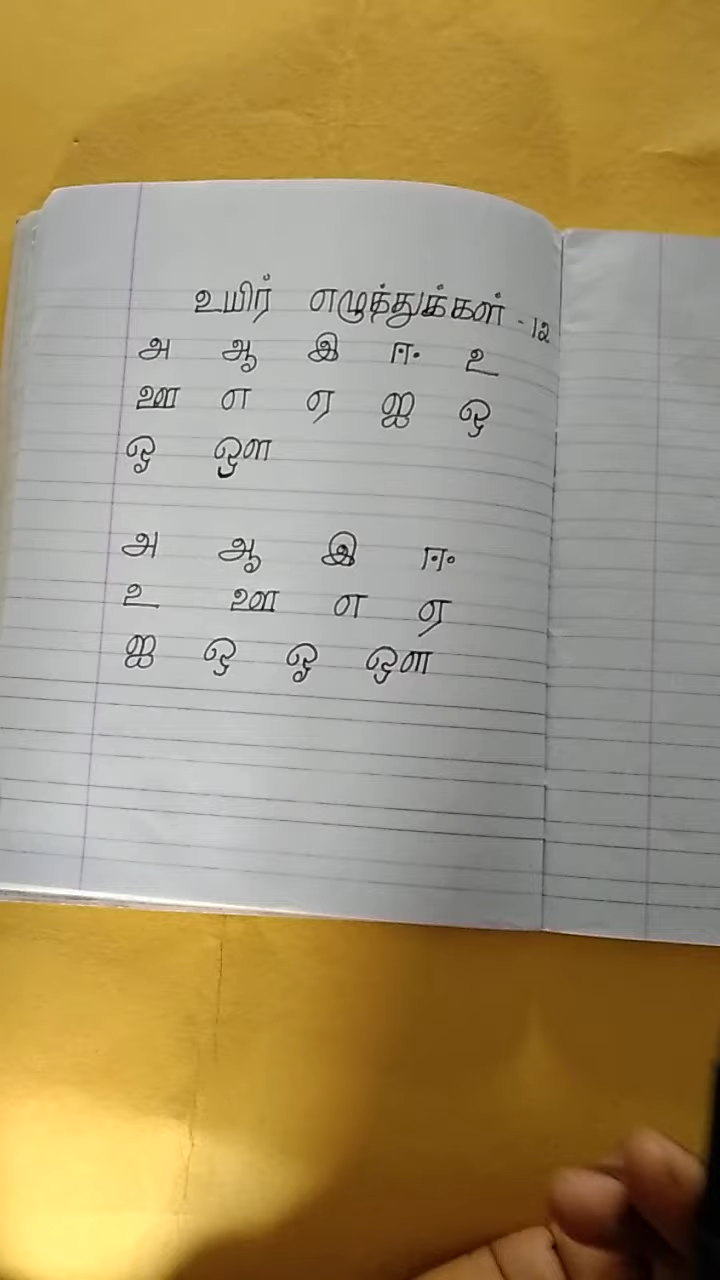 உயிர் எழுத்துக்கள் - 12
அ ஆ இ ஈ உ
ஊ எ ஏ ஐ ஒ
ஓ ஔ
அ ஆ இ ஈ
உ ஊ எ ஏ
ஐ ஒ ஓ ஔ